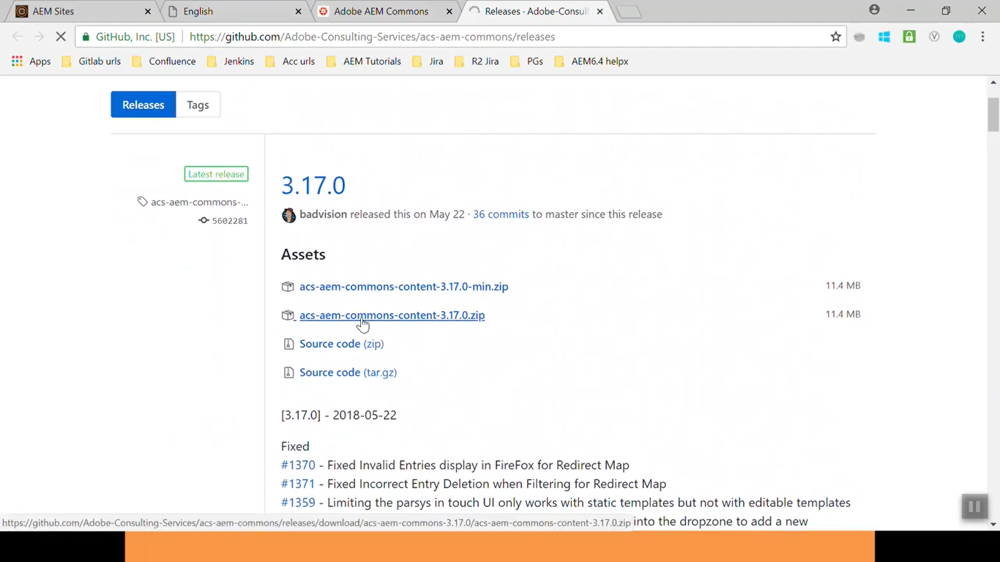 AEM Sites
English
Adobe AEM Commons
Releases · Adobe-Consult
GitHub, Inc. [US]
https://github.com/Adobe-Consulting-Services/acs-aem-commons/releases
Apps
Gitlab urls
Confluence
Jenkins
Acc urls
AEM Tutorials
Jira
R2 Jira
PGs
AEM6.4 helpx
Releases
Tags
Latest release
acs-aem-commons-...
5602281
3.17.0
badvision released this on May 22 · 36 commits to master since this release
Assets
acs-aem-commons-content-3.17.0-min.zip 11.4 MB
acs-aem-commons-content-3.17.0.zip 11.4 MB
Source code (zip)
Source code (tar.gz)
[3.17.0] - 2018-05-22
Fixed
#1370 - Fixed Invalid Entries display in FireFox for Redirect Map
#1371 - Fixed Incorrect Entry Deletion when Filtering for Redirect Map
#1359 - Limiting the parsys in touch UI only works with static templates but not with editable templates
into the dropzone to add a new
https://github.com/Adobe-Consulting-Services/acs-aem-commons/releases/download/acs-aem-commons-3.17.0/acs-aem-commons-content-3.17.0.zip